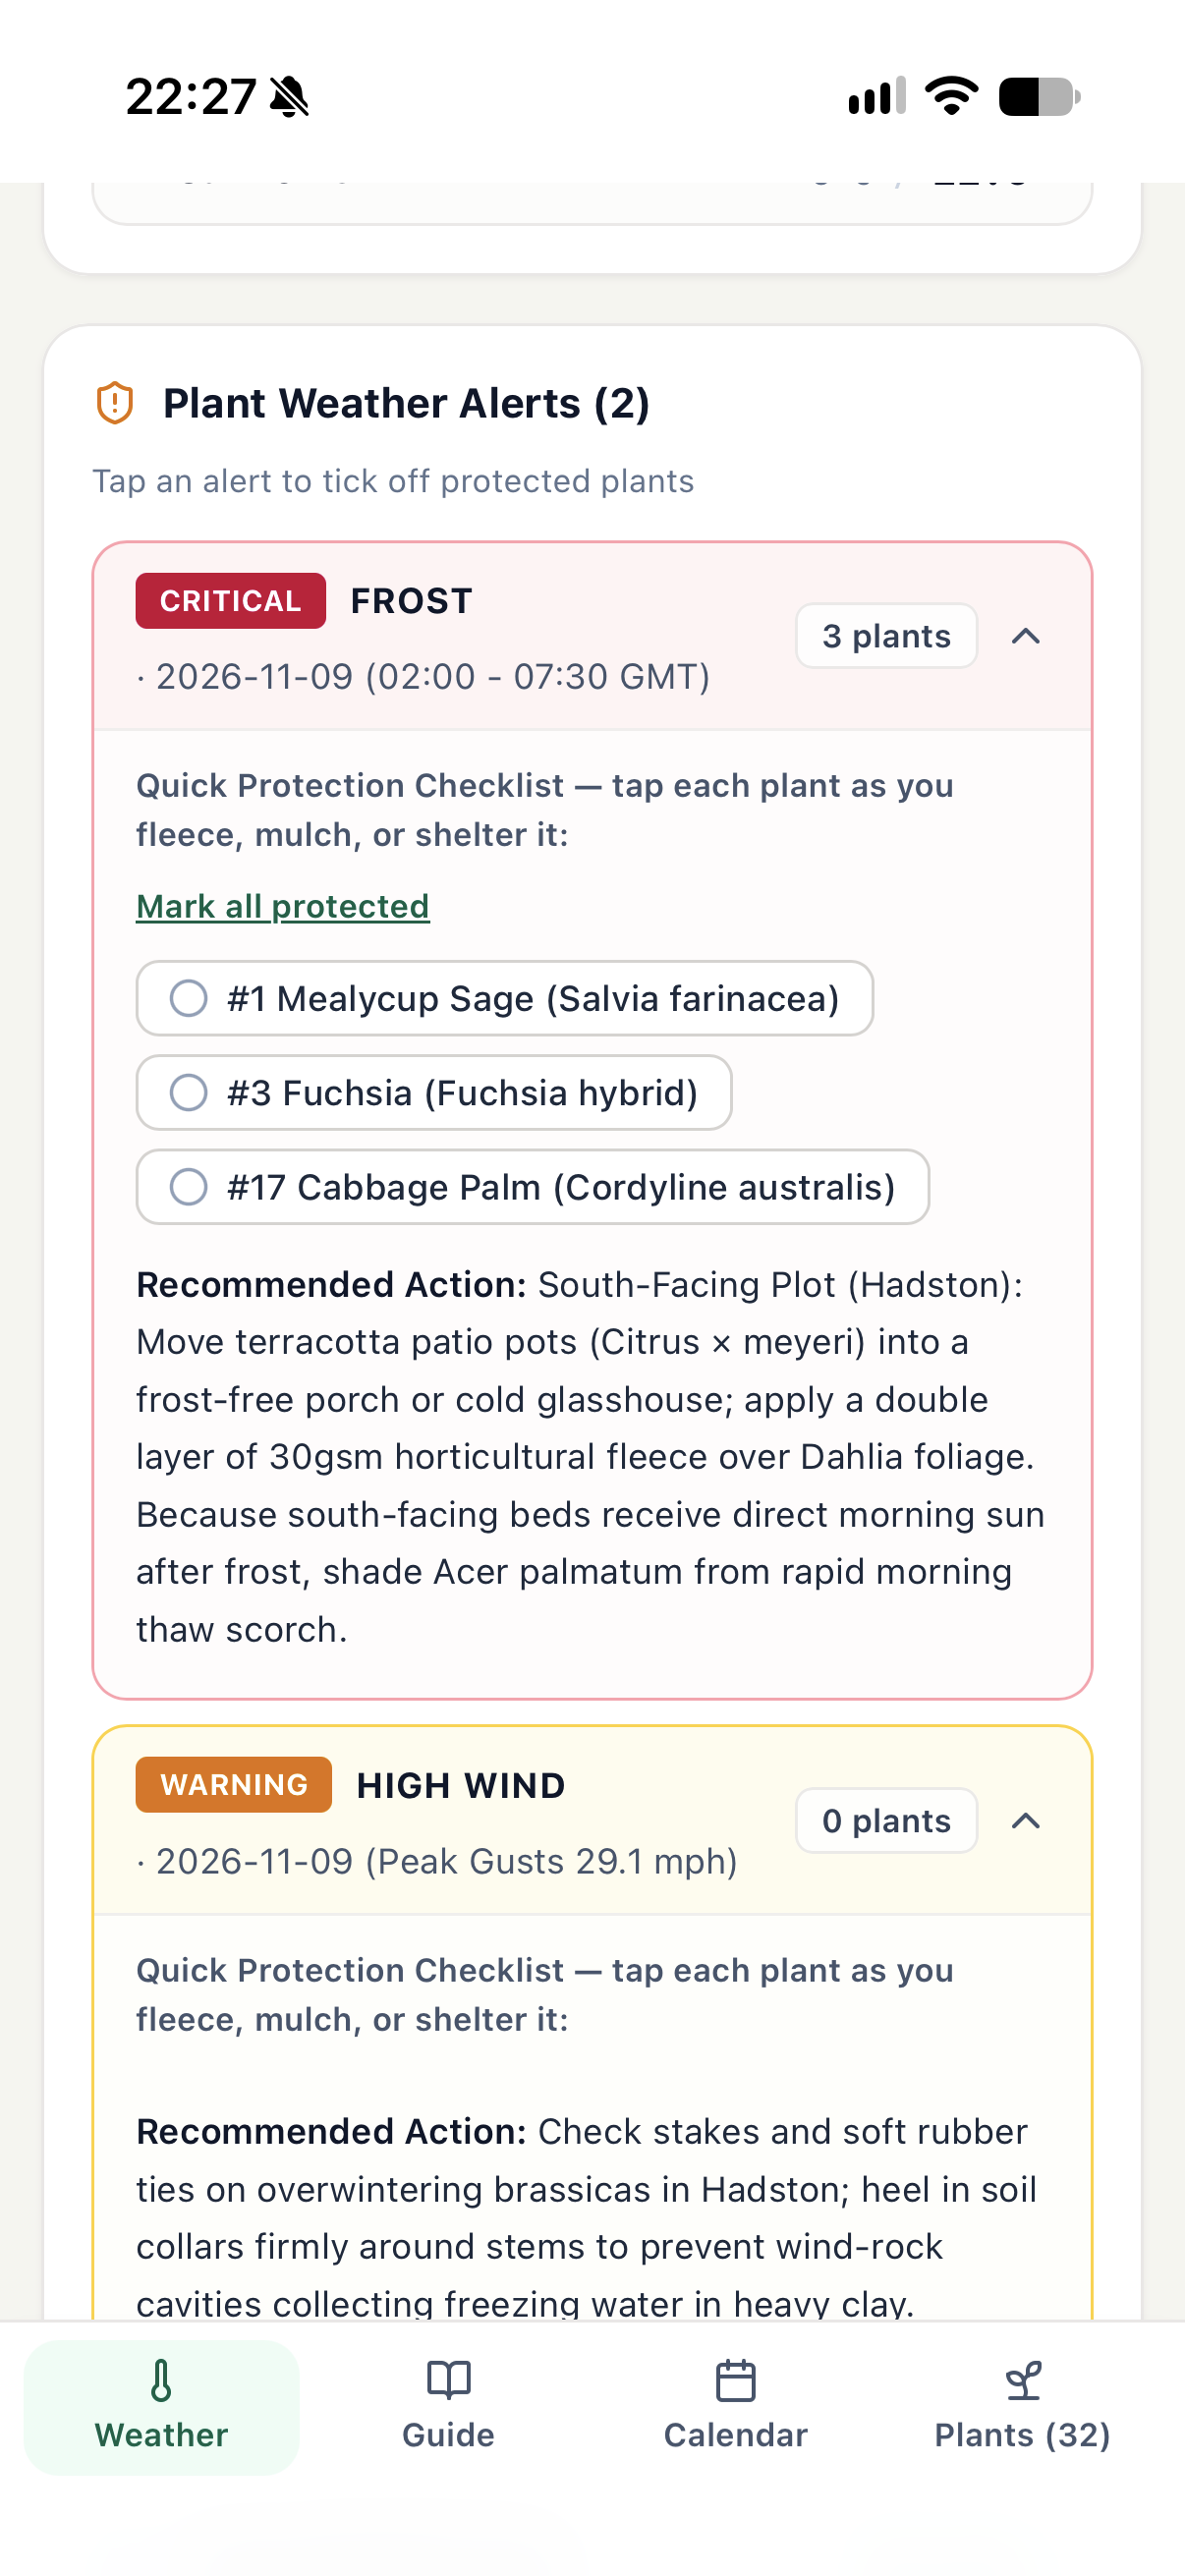 22:27
Plant Weather Alerts (2)
Tap an alert to tick off protected plants
CRITICAL FROST
· 2026-11-09 (02:00 - 07:30 GMT)
3 plants
Quick Protection Checklist — tap each plant as you
fleece, mulch, or shelter it:
Mark all protected
#1 Mealycup Sage (Salvia farinacea)
#3 Fuchsia (Fuchsia hybrid)
#17 Cabbage Palm (Cordyline australis)
Recommended Action: South-Facing Plot (Hadston):
Move terracotta patio pots (Citrus × meyeri) into a
frost-free porch or cold glasshouse; apply a double
layer of 30gsm horticultural fleece over Dahlia foliage.
Because south-facing beds receive direct morning sun
after frost, shade Acer palmatum from rapid morning
thaw scorch.
WARNING HIGH WIND
· 2026-11-09 (Peak Gusts 29.1 mph)
0 plants
Quick Protection Checklist — tap each plant as you
fleece, mulch, or shelter it:
Recommended Action: Check stakes and soft rubber
ties on overwintering brassicas in Hadston; heel in soil
collars firmly around stems to prevent wind-rock
cavities collecting freezing water in heavy clay.
Weather
Guide
Calendar
Plants (32)